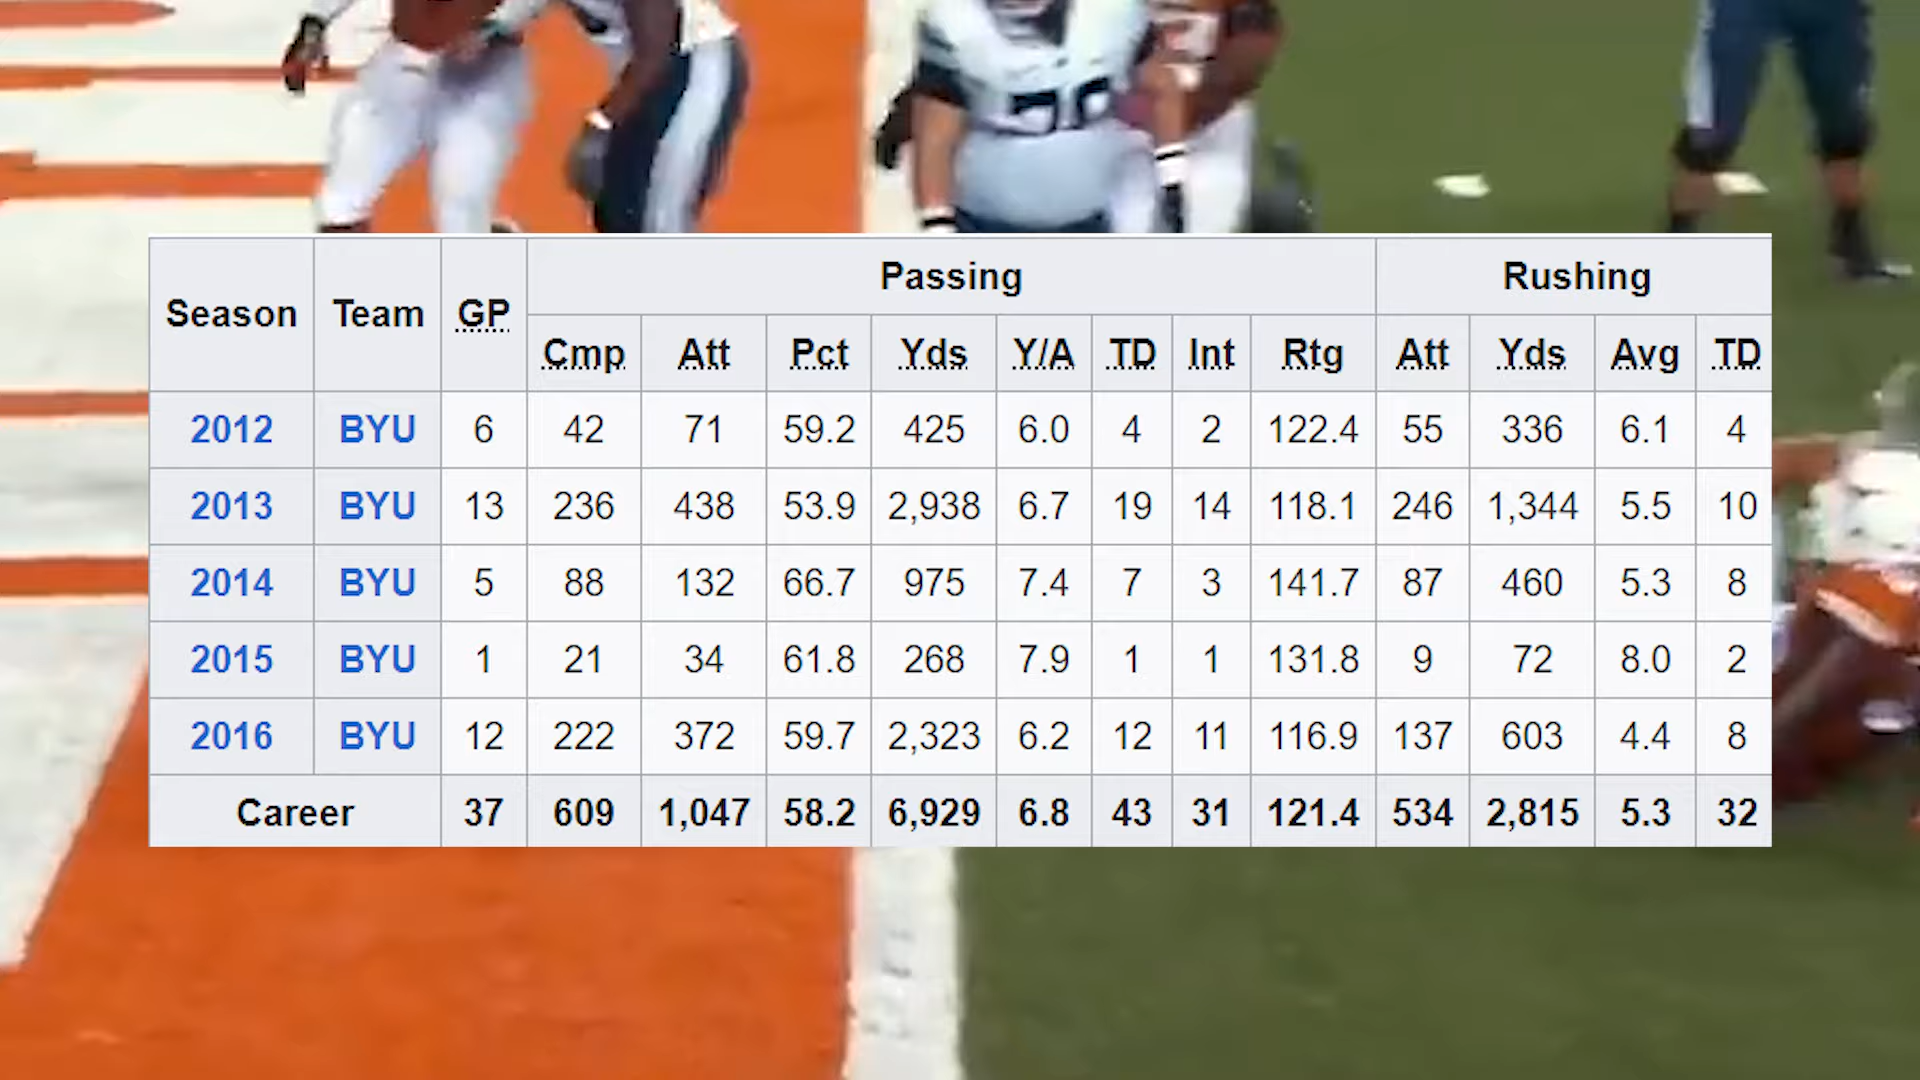 Season Team GP Passing Rushing
Cmp Att Pct Yds Y/A TD Int Rtg Att Yds Avg TD
2012 BYU 6 42 71 59.2 425 6.0 4 2 122.4 55 336 6.1 4
2013 BYU 13 236 438 53.9 2,938 6.7 19 14 118.1 246 1,344 5.5 10
2014 BYU 5 88 132 66.7 975 7.4 7 3 141.7 87 460 5.3 8
2015 BYU 1 21 34 61.8 268 7.9 1 1 131.8 9 72 8.0 2
2016 BYU 12 222 372 59.7 2,323 6.2 12 11 116.9 137 603 4.4 8
Career 37 609 1,047 58.2 6,929 6.8 43 31 121.4 534 2,815 5.3 32